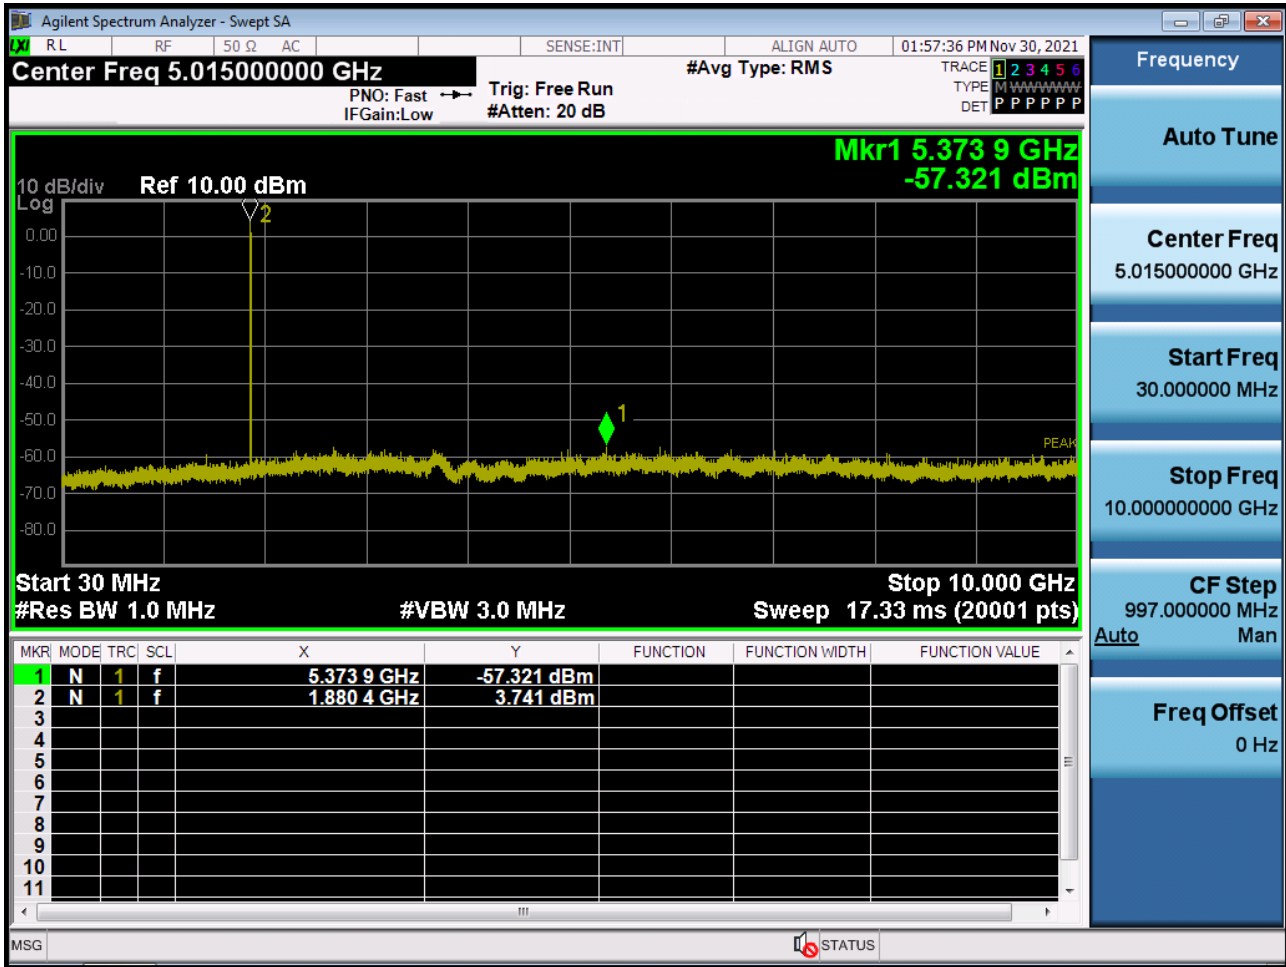 Agilent Spectrum Analyzer - Swept SA
LXI RL RF 50 Ω AC SENSE:INT ALIGN AUTO 01:57:36 PM Nov 30, 2021
Center Freq 5.015000000 GHz
PNO: Fast
IFGain:Low
Trig: Free Run
#Atten: 20 dB
#Avg Type: RMS
TRACE 1 2 3 4 5 6
TYPE M W W W W W
DET P P P P P P
Mkr1 5.373 9 GHz
-57.321 dBm
10 dB/div Ref 10.00 dBm
Log
2
0.00
-10.0
-20.0
-30.0
-40.0
-50.0
1
PEAK
-60.0
-70.0
-80.0
Start 30 MHz Stop 10.000 GHz
#Res BW 1.0 MHz #VBW 3.0 MHz Sweep 17.33 ms (20001 pts)
MKR MODE TRC SCL X Y FUNCTION FUNCTION WIDTH FUNCTION VALUE
1 N 1 f 5.373 9 GHz -57.321 dBm
2 N 1 f 1.880 4 GHz 3.741 dBm
3
4
5
6
7
8
9
10
11
MSG STATUS
Frequency
Auto Tune
Center Freq
5.015000000 GHz
Start Freq
30.000000 MHz
Stop Freq
10.000000000 GHz
CF Step
997.000000 MHz
Auto Man
Freq Offset
0 Hz